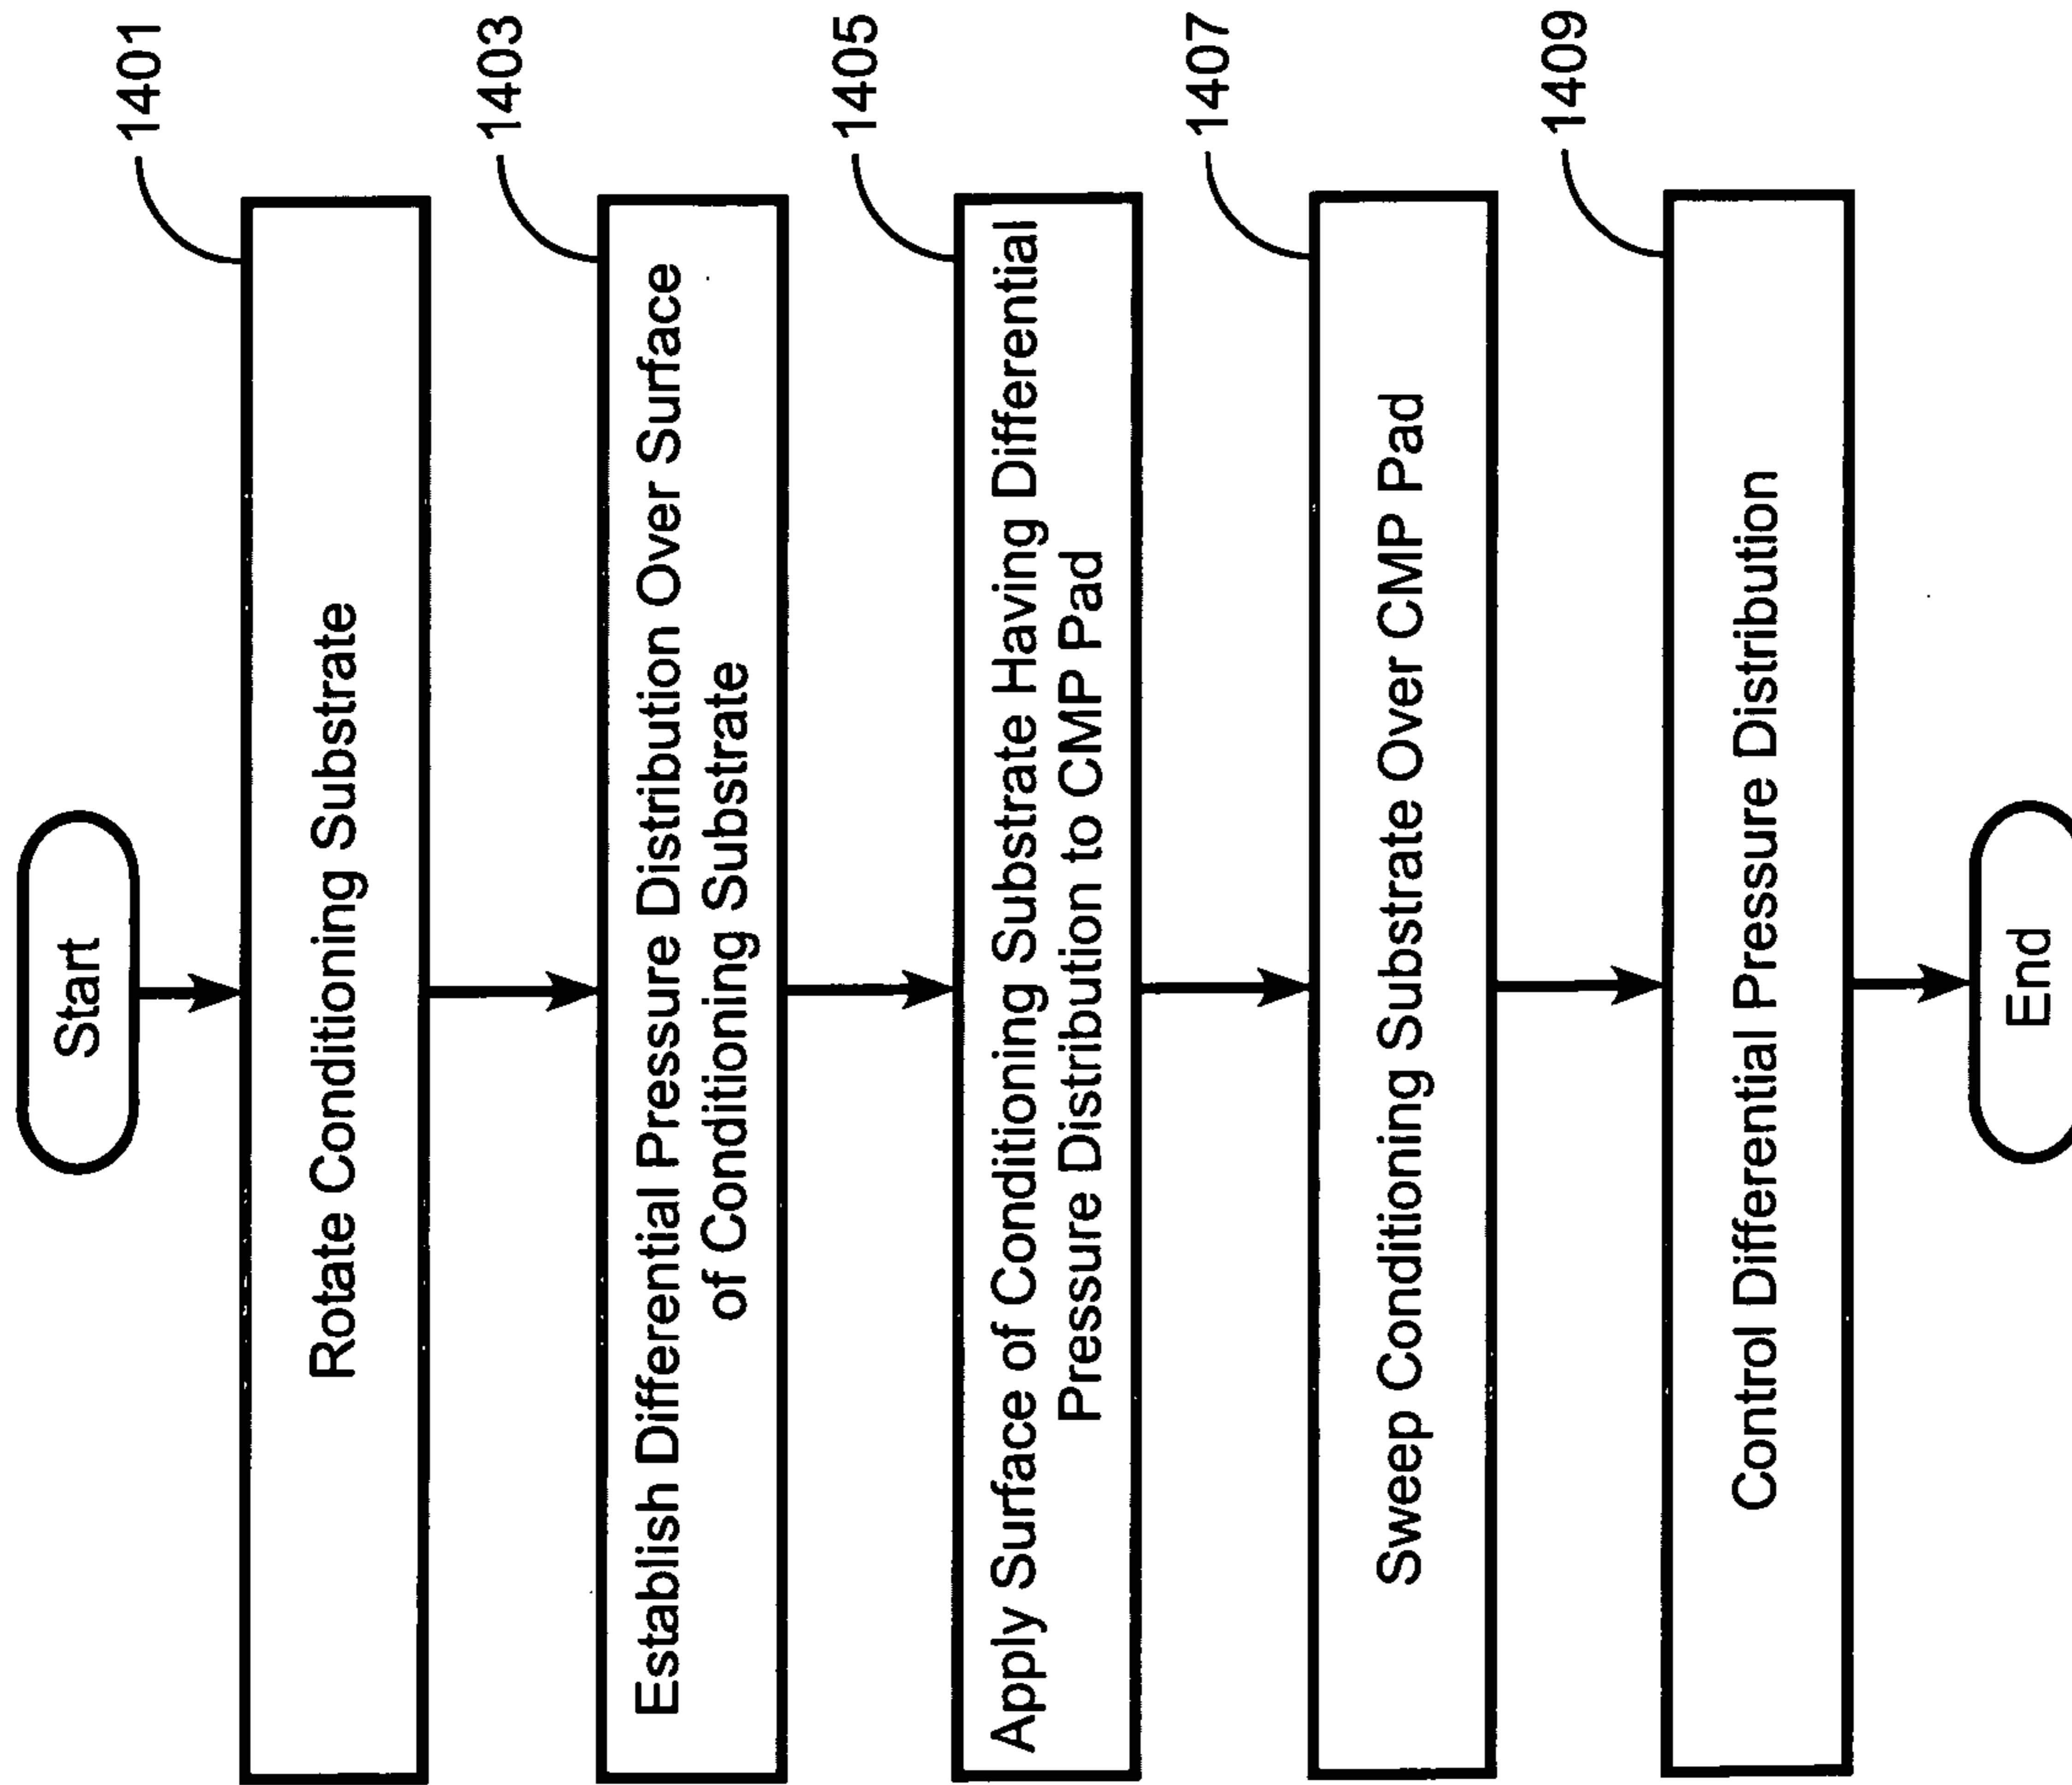 Start
1401
Rotate Conditioning Substrate
1403
Establish Differential Pressure Distribution Over Surface
of Conditioning Substrate
1405
Apply Surface of Conditioning Substrate Having Differential
Pressure Distribution to CMP Pad
1407
Sweep Conditioning Substrate Over CMP Pad
1409
Control Differential Pressure Distribution
End